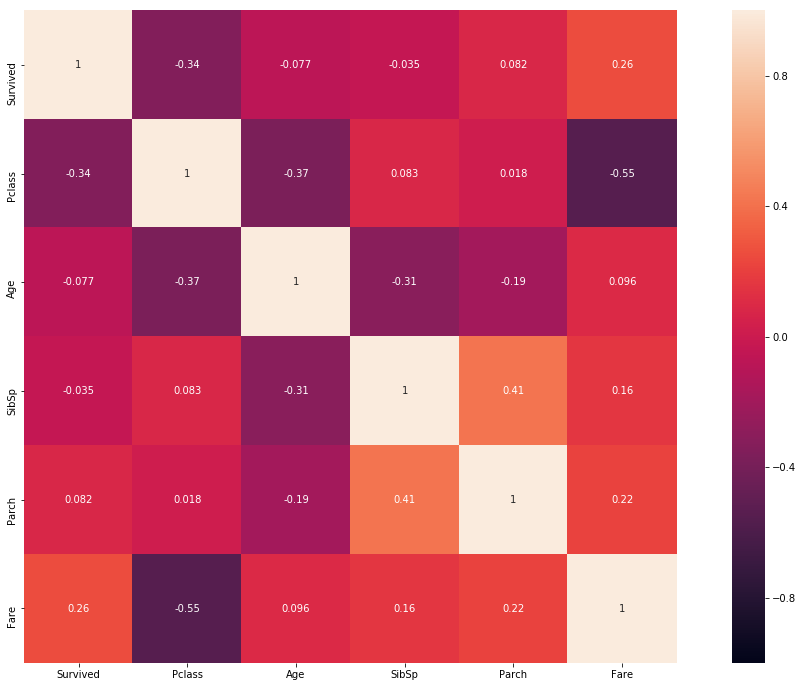 Survived 1 -0.34 -0.077 -0.035 0.082 0.26
Pclass -0.34 1 -0.37 0.083 0.018 -0.55
Age -0.077 -0.37 1 -0.31 -0.19 0.096
SibSp -0.035 0.083 -0.31 1 0.41 0.16
Parch 0.082 0.018 -0.19 0.41 1 0.22
Fare 0.26 -0.55 0.096 0.16 0.22 1
Survived Pclass Age SibSp Parch Fare
0.8
0.4
0.0
−0.4
−0.8